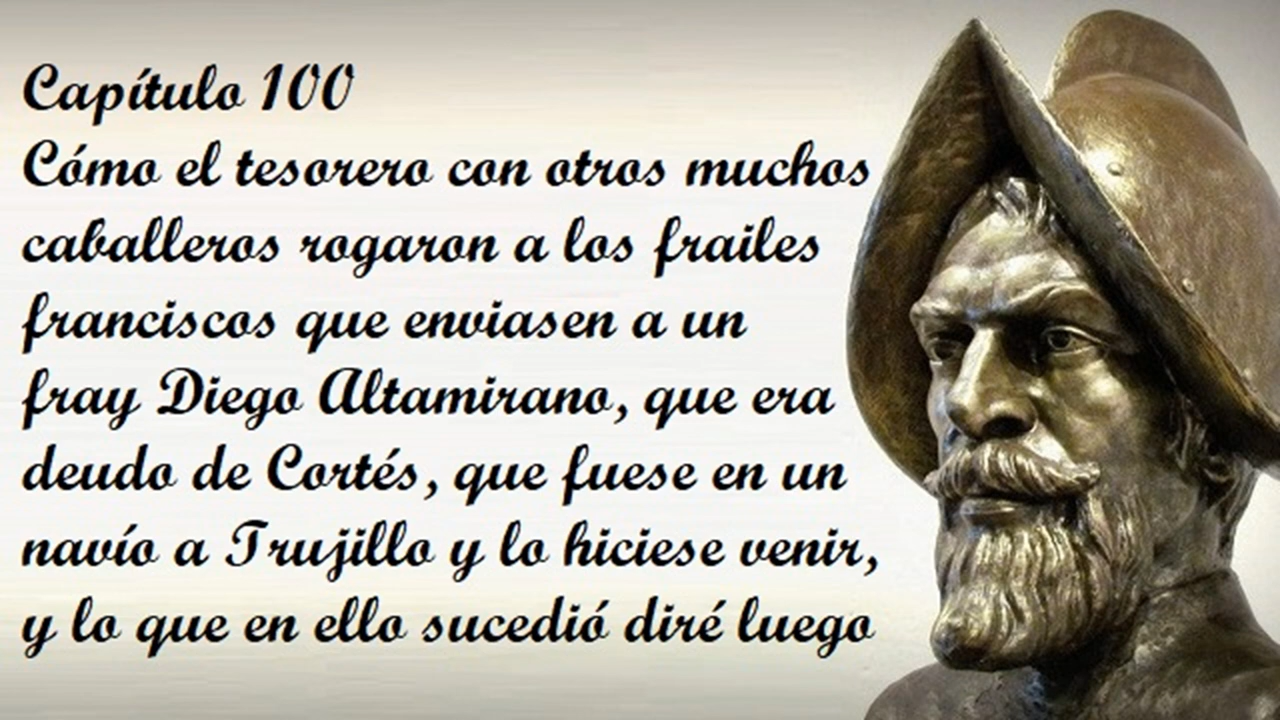 Capítulo 100
Cómo el tesorero con otros muchos
caballeros rogaron a los frailes
franciscos que enviasen a un
fray Diego Altamirano, que era
deudo de Cortés, que fuese en un
navío a Trujillo y lo hiciese venir,
y lo que en ello sucedió diré luego